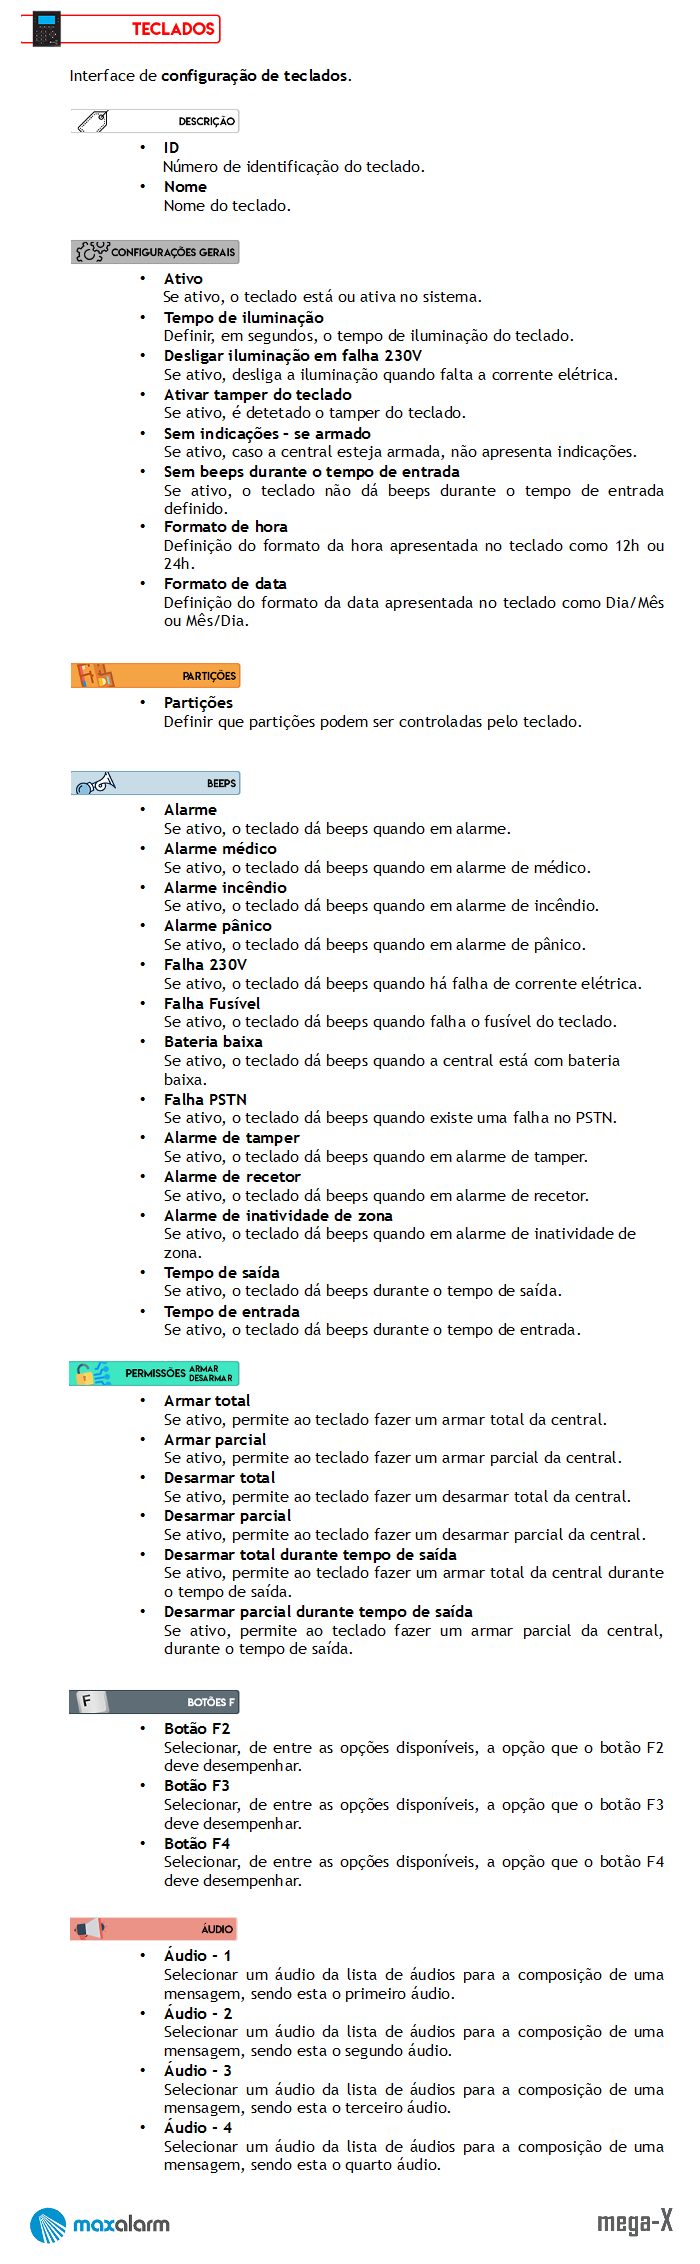 TECLADOS
Interface de configuração de teclados.
DESCRIÇÃO
• ID
Número de identificação do teclado.
• Nome
Nome do teclado.
CONFIGURAÇÕES GERAIS
• Ativo
Se ativo, o teclado está ou ativa no sistema.
• Tempo de iluminação
Definir, em segundos, o tempo de iluminação do teclado.
• Desligar iluminação em falha 230V
Se ativo, desliga a iluminação quando falta a corrente elétrica.
• Ativar tamper do teclado
Se ativo, é detetado o tamper do teclado.
• Sem indicações – se armado
Se ativo, caso a central esteja armada, não apresenta indicações.
• Sem beeps durante o tempo de entrada
Se ativo, o teclado não dá beeps durante o tempo de entrada
definido.
• Formato de hora
Definição do formato da hora apresentada no teclado como 12h ou
24h.
• Formato de data
Definição do formato da data apresentada no teclado como Dia/Mês
ou Mês/Dia.
PARTIÇÕES
• Partições
Definir que partições podem ser controladas pelo teclado.
BEEPS
• Alarme
Se ativo, o teclado dá beeps quando em alarme.
• Alarme médico
Se ativo, o teclado dá beeps quando em alarme de médico.
• Alarme incêndio
Se ativo, o teclado dá beeps quando em alarme de incêndio.
• Alarme pânico
Se ativo, o teclado dá beeps quando em alarme de pânico.
• Falha 230V
Se ativo, o teclado dá beeps quando há falha de corrente elétrica.
• Falha Fusível
Se ativo, o teclado dá beeps quando falha o fusível do teclado.
• Bateria baixa
Se ativo, o teclado dá beeps quando a central está com bateria
baixa.
• Falha PSTN
Se ativo, o teclado dá beeps quando existe uma falha no PSTN.
• Alarme de tamper
Se ativo, o teclado dá beeps quando em alarme de tamper.
• Alarme de recetor
Se ativo, o teclado dá beeps quando em alarme de recetor.
• Alarme de inatividade de zona
Se ativo, o teclado dá beeps quando em alarme de inatividade de
zona.
• Tempo de saída
Se ativo, o teclado dá beeps durante o tempo de saída.
• Tempo de entrada
Se ativo, o teclado dá beeps durante o tempo de entrada.
PERMISSÕES ARMAR
DESARMAR
• Armar total
Se ativo, permite ao teclado fazer um armar total da central.
• Armar parcial
Se ativo, permite ao teclado fazer um armar parcial da central.
• Desarmar total
Se ativo, permite ao teclado fazer um desarmar total da central.
• Desarmar parcial
Se ativo, permite ao teclado fazer um desarmar parcial da central.
• Desarmar total durante tempo de saída
Se ativo, permite ao teclado fazer um armar total da central durante
o tempo de saída.
• Desarmar parcial durante tempo de saída
Se ativo, permite ao teclado fazer um armar parcial da central,
durante o tempo de saída.
F
BOTÕES F
• Botão F2
Selecionar, de entre as opções disponíveis, a opção que o botão F2
deve desempenhar.
• Botão F3
Selecionar, de entre as opções disponíveis, a opção que o botão F3
deve desempenhar.
• Botão F4
Selecionar, de entre as opções disponíveis, a opção que o botão F4
deve desempenhar.
ÁUDIO
• Áudio - 1
Selecionar um áudio da lista de áudios para a composição de uma
mensagem, sendo esta o primeiro áudio.
• Áudio - 2
Selecionar um áudio da lista de áudios para a composição de uma
mensagem, sendo esta o segundo áudio.
• Áudio - 3
Selecionar um áudio da lista de áudios para a composição de uma
mensagem, sendo esta o terceiro áudio.
• Áudio - 4
Selecionar um áudio da lista de áudios para a composição de uma
mensagem, sendo esta o quarto áudio.
maxalarm
mega-X